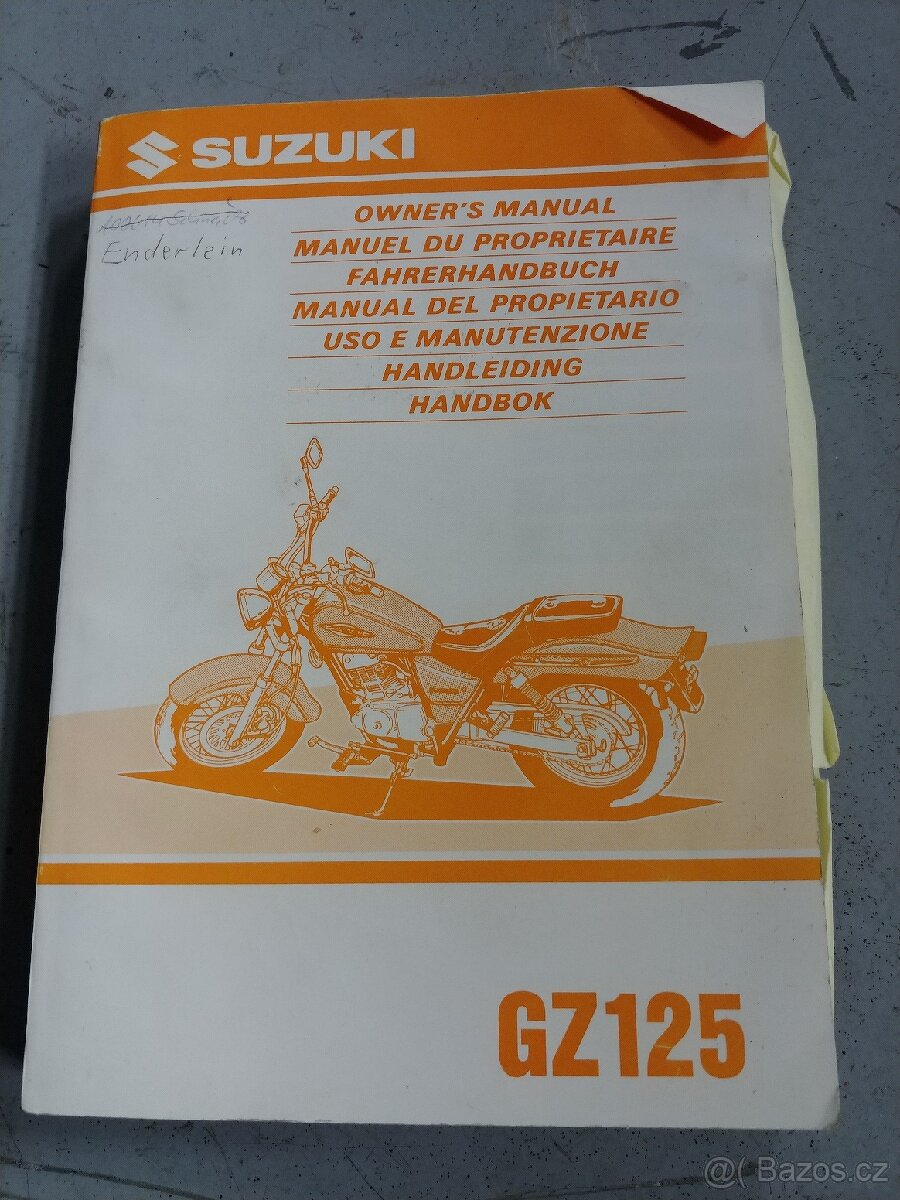 SUZUKI
Enderlein
OWNER'S MANUAL
MANUEL DU PROPRIETAIRE
FAHRERHANDBUCH
MANUAL DEL PROPIETARIO
USO E MANUTENZIONE
HANDLEIDING
HANDBOK
GZ125
@( Bazos.cz